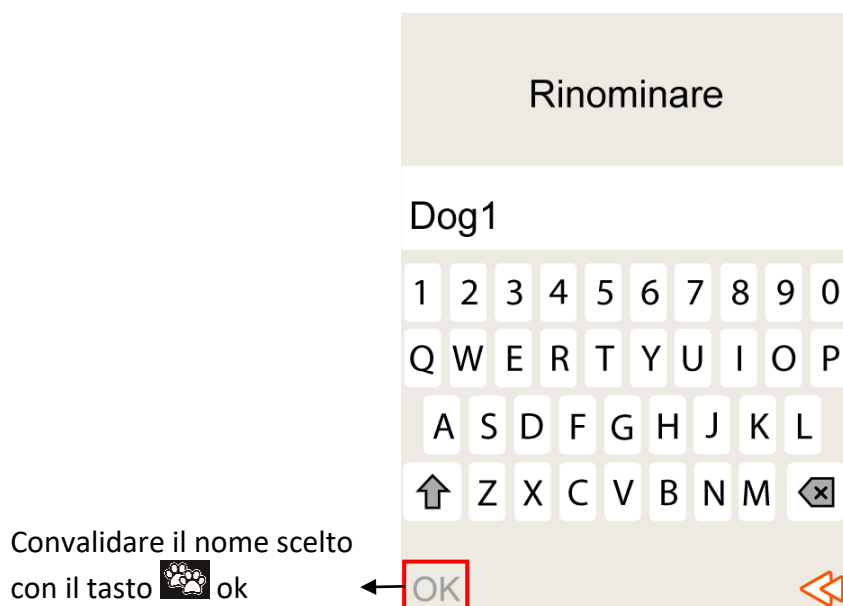 Rinominare
Dog1
1 2 3 4 5 6 7 8 9 0
Q W E R T Y U I O P
A S D F G H J K L
Z X C V B N M
Convalidare il nome scelto
con il tasto ok
OK